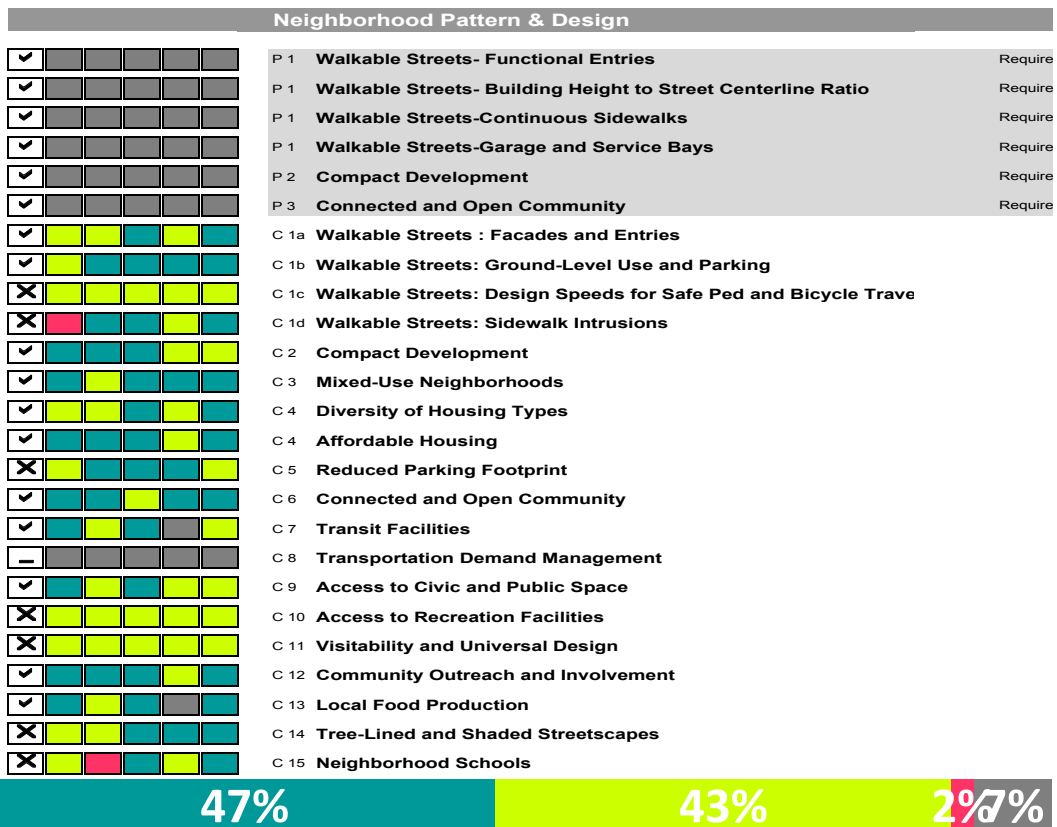 Neighborhood Pattern & Design
P 1 Walkable Streets- Functional Entries Require
P 1 Walkable Streets- Building Height to Street Centerline Ratio Require
P 1 Walkable Streets-Continuous Sidewalks Require
P 1 Walkable Streets-Garage and Service Bays Require
P 2 Compact Development Require
P 3 Connected and Open Community Require
C 1a Walkable Streets : Facades and Entries
C 1b Walkable Streets: Ground-Level Use and Parking
C 1c Walkable Streets: Design Speeds for Safe Ped and Bicycle Trave
C 1d Walkable Streets: Sidewalk Intrusions
C 2 Compact Development
C 3 Mixed-Use Neighborhoods
C 4 Diversity of Housing Types
C 4 Affordable Housing
C 5 Reduced Parking Footprint
C 6 Connected and Open Community
C 7 Transit Facilities
C 8 Transportation Demand Management
C 9 Access to Civic and Public Space
C 10 Access to Recreation Facilities
C 11 Visitability and Universal Design
C 12 Community Outreach and Involvement
C 13 Local Food Production
C 14 Tree-Lined and Shaded Streetscapes
C 15 Neighborhood Schools
47% 43% 2% 7%